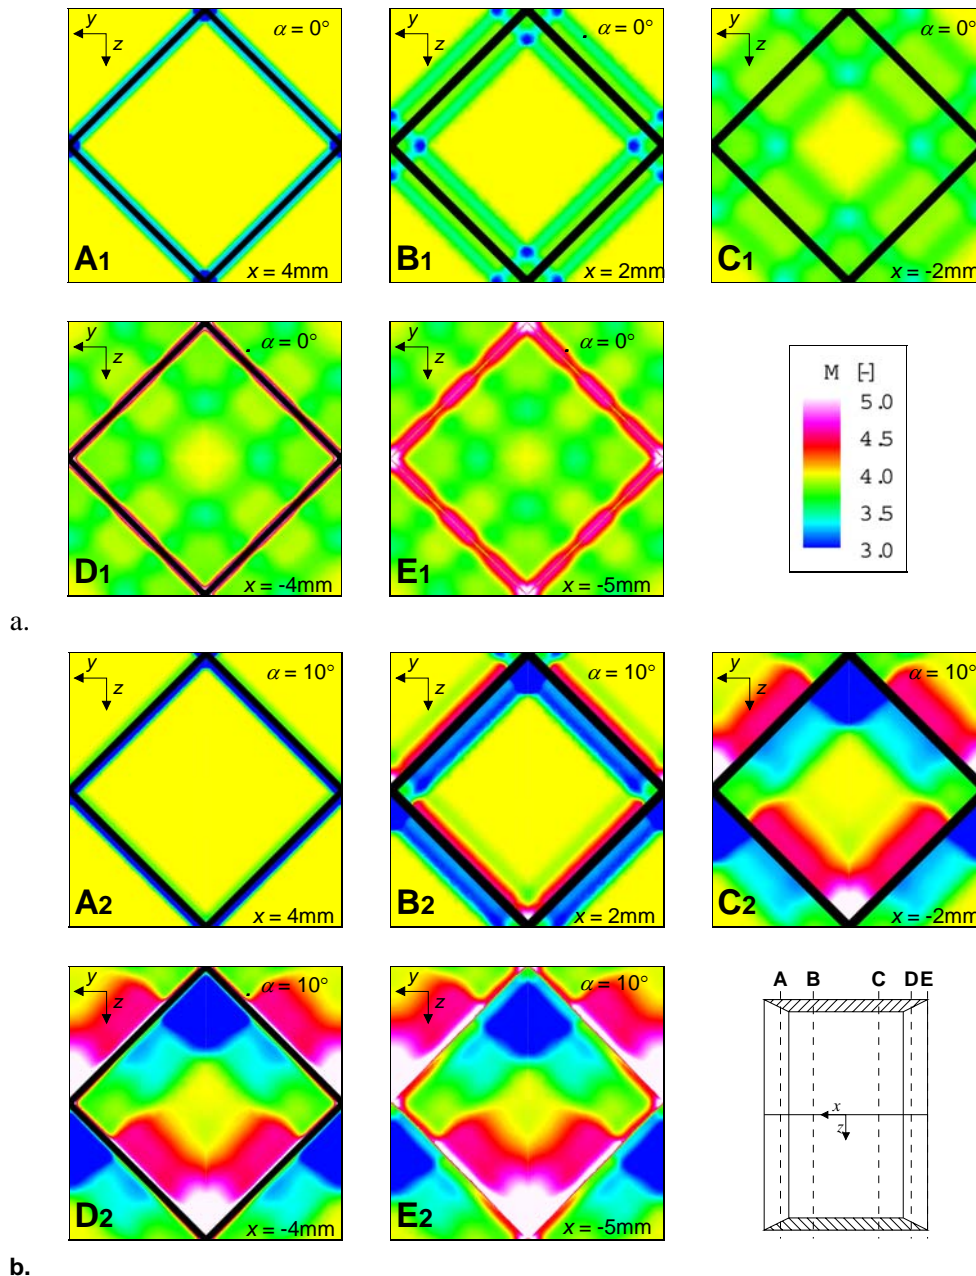 y z α = 0° A1 x = 4mm
y z α = 0° B1 x = 2mm
y z α = 0° C1 x = -2mm
y z α = 0° D1 x = -4mm
y z α = 0° E1 x = -5mm
M [-]
5.0
4.5
4.0
3.5
3.0
a.
y z α = 10° A2 x = 4mm
y z α = 10° B2 x = 2mm
y z α = 10° C2 x = -2mm
y z α = 10° D2 x = -4mm
y z α = 10° E2 x = -5mm
A B C D E
x
z
b.